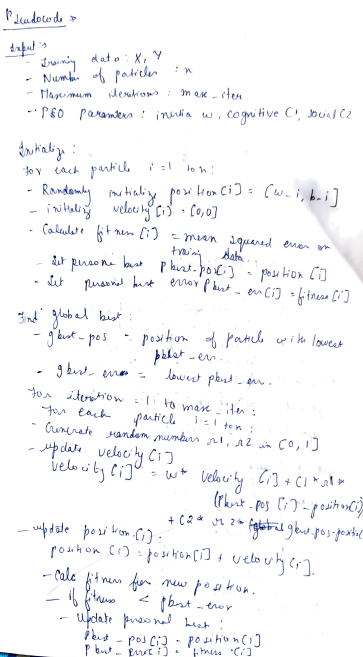 Pseudocode :-
Input :-
- Training data : X, Y
- Number of particles : n
- Maximum iterations : max_iter
- PSO Parameters : inertia w, cognitive C1, social C2
Initialize :
for each particle i = 1 to n :
- Randomly initialize position [i] = [w_i, b_i]
- initialize velocity [i] = [0,0]
- Calculate fitness [i] = mean squared error on
training data.
- Set personal best pbest_pos[i] = position [i]
- Set personal best error pbest_err[i] = fitness [i]
Find global best :
- gbest_pos = position of particle with lowest
pbest_err.
- gbest_error = lowest pbest_err.
For iteration = 1 to max_iter :
For each particle i = 1 to n :
- Generate random numbers r1, r2 in [0, 1]
- update velocity [i]
velocity [i] = w * velocity [i] + C1 * r1 *
(pbest_pos [i] - position[i])
+ C2 * r2 * (gbest_pos - position[i])
- update position [i] :
position [i] = position[i] + velocity [i].
- Calc fitness for new position.
- If fitness < pbest_error
- Update personal best :
pbest_pos[i] = position [i]
pbest_error[i] = fitness [i]